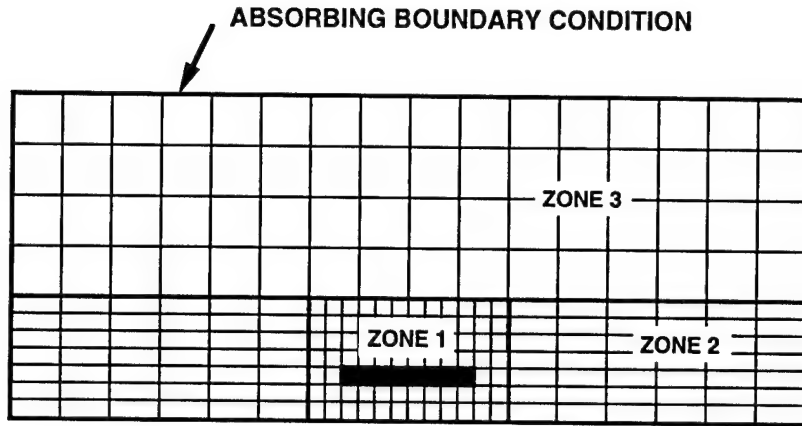 ABSORBING BOUNDARY CONDITION
ZONE 3
ZONE 1
ZONE 2